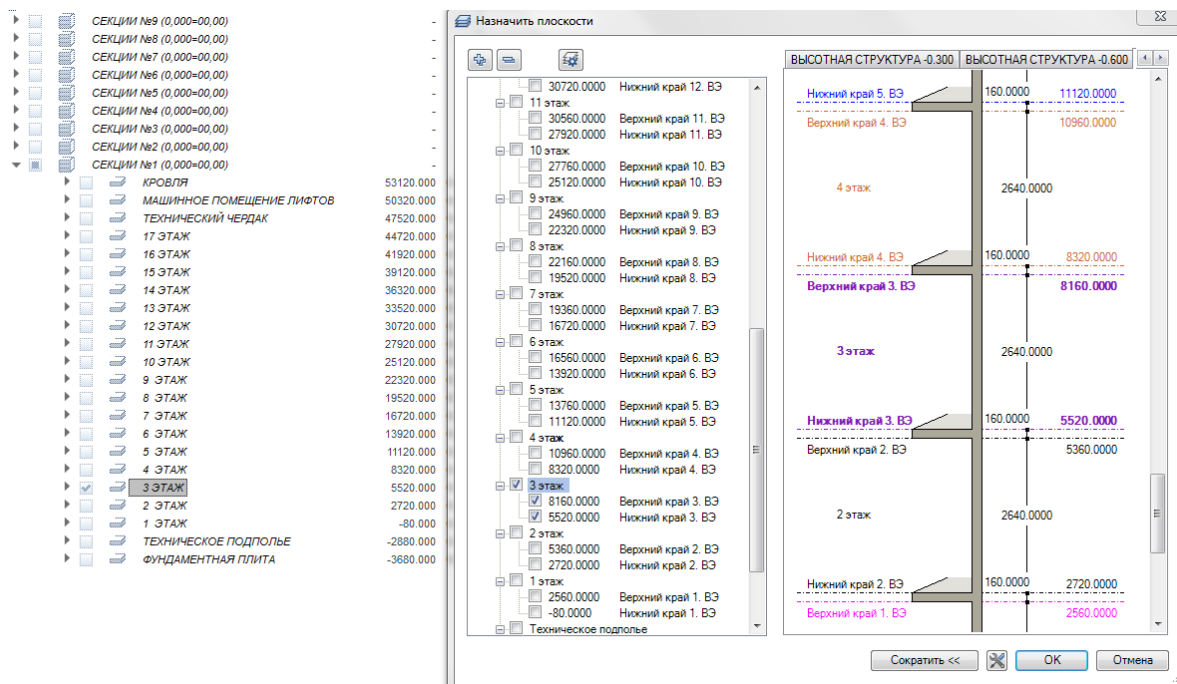 СЕКЦИИ №9 (0,000=00,00) -
СЕКЦИИ №8 (0,000=00,00) -
СЕКЦИИ №7 (0,000=00,00) -
СЕКЦИИ №6 (0,000=00,00) -
СЕКЦИИ №5 (0,000=00,00) -
СЕКЦИИ №4 (0,000=00,00) -
СЕКЦИИ №3 (0,000=00,00) -
СЕКЦИИ №2 (0,000=00,00) -
СЕКЦИИ №1 (0,000=00,00) -
КРОВЛЯ 53120.000
МАШИННОЕ ПОМЕЩЕНИЕ ЛИФТОВ 50320.000
ТЕХНИЧЕСКИЙ ЧЕРДАК 47520.000
17 ЭТАЖ 44720.000
16 ЭТАЖ 41920.000
15 ЭТАЖ 39120.000
14 ЭТАЖ 36320.000
13 ЭТАЖ 33520.000
12 ЭТАЖ 30720.000
11 ЭТАЖ 27920.000
10 ЭТАЖ 25120.000
9 ЭТАЖ 22320.000
8 ЭТАЖ 19520.000
7 ЭТАЖ 16720.000
6 ЭТАЖ 13920.000
5 ЭТАЖ 11120.000
4 ЭТАЖ 8320.000
3 ЭТАЖ 5520.000
2 ЭТАЖ 2720.000
1 ЭТАЖ -80.000
ТЕХНИЧЕСКОЕ ПОДПОЛЬЕ -2880.000
ФУНДАМЕНТНАЯ ПЛИТА -3680.000
Назначить плоскости
30720.0000 Нижний край 12. ВЭ
11 этаж
30560.0000 Верхний край 11. ВЭ
27920.0000 Нижний край 11. ВЭ
10 этаж
27760.0000 Верхний край 10. ВЭ
25120.0000 Нижний край 10. ВЭ
9 этаж
24960.0000 Верхний край 9. ВЭ
22320.0000 Нижний край 9. ВЭ
8 этаж
22160.0000 Верхний край 8. ВЭ
19520.0000 Нижний край 8. ВЭ
7 этаж
19360.0000 Верхний край 7. ВЭ
16720.0000 Нижний край 7. ВЭ
6 этаж
16560.0000 Верхний край 6. ВЭ
13920.0000 Нижний край 6. ВЭ
5 этаж
13760.0000 Верхний край 5. ВЭ
11120.0000 Нижний край 5. ВЭ
4 этаж
10960.0000 Верхний край 4. ВЭ
8320.0000 Нижний край 4. ВЭ
3 этаж
8160.0000 Верхний край 3. ВЭ
5520.0000 Нижний край 3. ВЭ
2 этаж
5360.0000 Верхний край 2. ВЭ
2720.0000 Нижний край 2. ВЭ
1 этаж
2560.0000 Верхний край 1. ВЭ
-80.0000 Нижний край 1. ВЭ
Техническое подполье
ВЫСОТНАЯ СТРУКТУРА -0.300 ВЫСОТНАЯ СТРУКТУРА -0.600
Нижний край 5. ВЭ 160.0000 11120.0000
Верхний край 4. ВЭ 10960.0000
4 этаж 2640.0000
Нижний край 4. ВЭ 160.0000 8320.0000
Верхний край 3. ВЭ 8160.0000
3 этаж 2640.0000
Нижний край 3. ВЭ 160.0000 5520.0000
Верхний край 2. ВЭ 5360.0000
2 этаж 2640.0000
Нижний край 2. ВЭ 160.0000 2720.0000
Верхний край 1. ВЭ 2560.0000
Сократить << OK Отмена